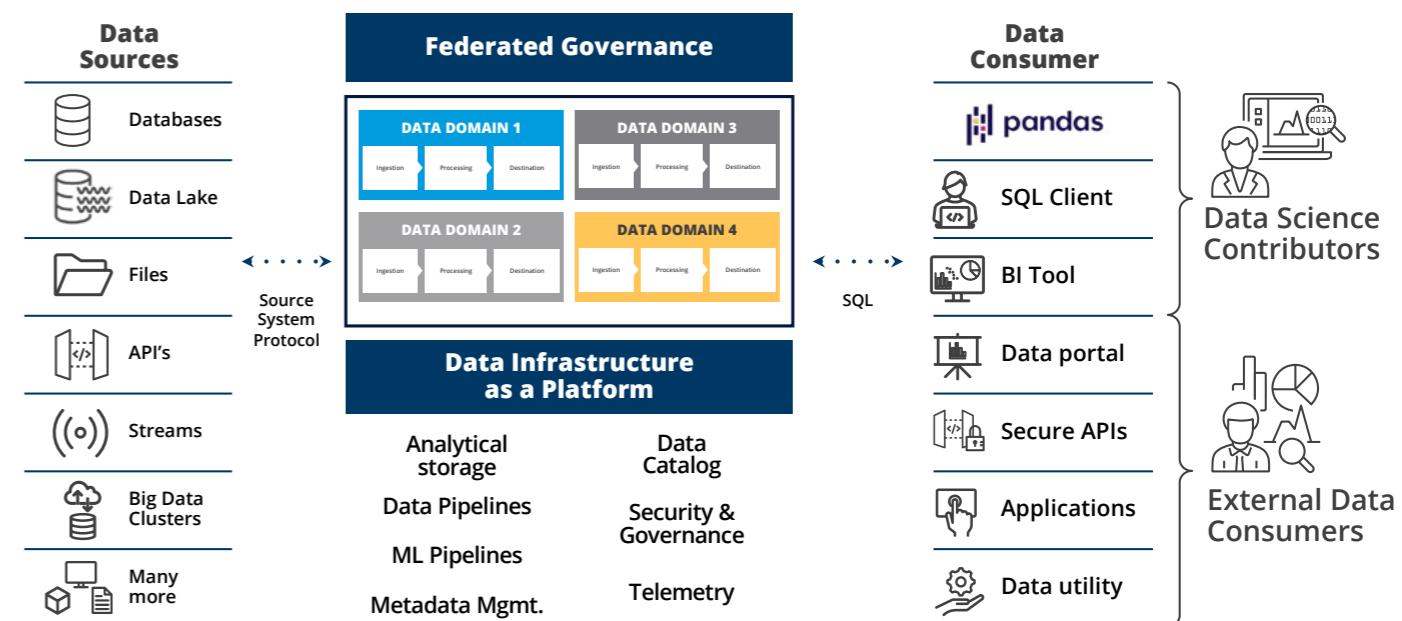 Data
Sources
Databases
Data Lake
Files
API's
Streams
Big Data
Clusters
Many
more
Source
System
Protocol
Federated Governance
DATA DOMAIN 1
Ingestion
Processing
Destination
DATA DOMAIN 3
Ingestion
Processing
Destination
DATA DOMAIN 2
Ingestion
Processing
Destination
DATA DOMAIN 4
Ingestion
Processing
Destination
Data Infrastructure
as a Platform
Analytical
storage
Data Pipelines
ML Pipelines
Metadata Mgmt.
Data
Catalog
Security &
Governance
Telemetry
SQL
Data
Consumer
pandas
SQL Client
BI Tool
Data portal
Secure APIs
Applications
Data utility
Data Science
Contributors
External Data
Consumers